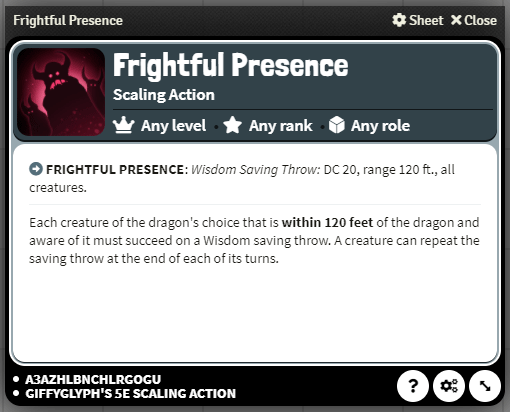 Frightful Presence Sheet Close
Frightful Presence
Scaling Action
Any level • Any rank • Any role
FRIGHTFUL PRESENCE: Wisdom Saving Throw: DC 20, range 120 ft., all
creatures.
Each creature of the dragon's choice that is within 120 feet of the dragon and
aware of it must succeed on a Wisdom saving throw. A creature can repeat the
saving throw at the end of each of its turns.
• A3AZHLBNCHLRGOGU
• GIFFYGLYPH'S 5E SCALING ACTION
?